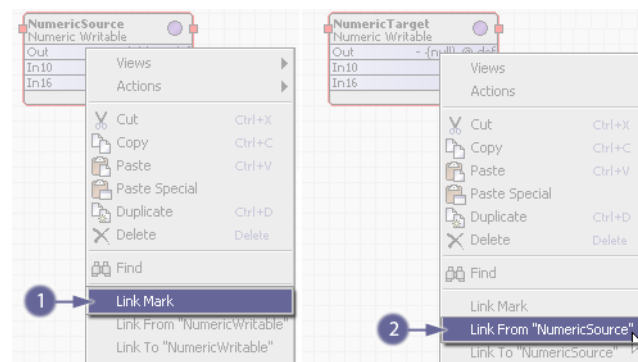 NumericSource
Numeric Writable
Out
In10
In16
Views
Actions
Cut Ctrl+X
Copy Ctrl+C
Paste Ctrl+V
Paste Special
Duplicate Ctrl+D
Delete Delete
Find
1
Link Mark
Link From "NumericWritable"
Link To "NumericWritable"
NumericTarget
Numeric Writable
Out - {null} @ def
In10
In16
Views
Actions
Cut Ctrl+X
Copy Ctrl+C
Paste Ctrl+V
Paste Special
Duplicate Ctrl+D
Delete Delete
Find
Link Mark
2
Link From "NumericSource"
Link To "NumericSource"